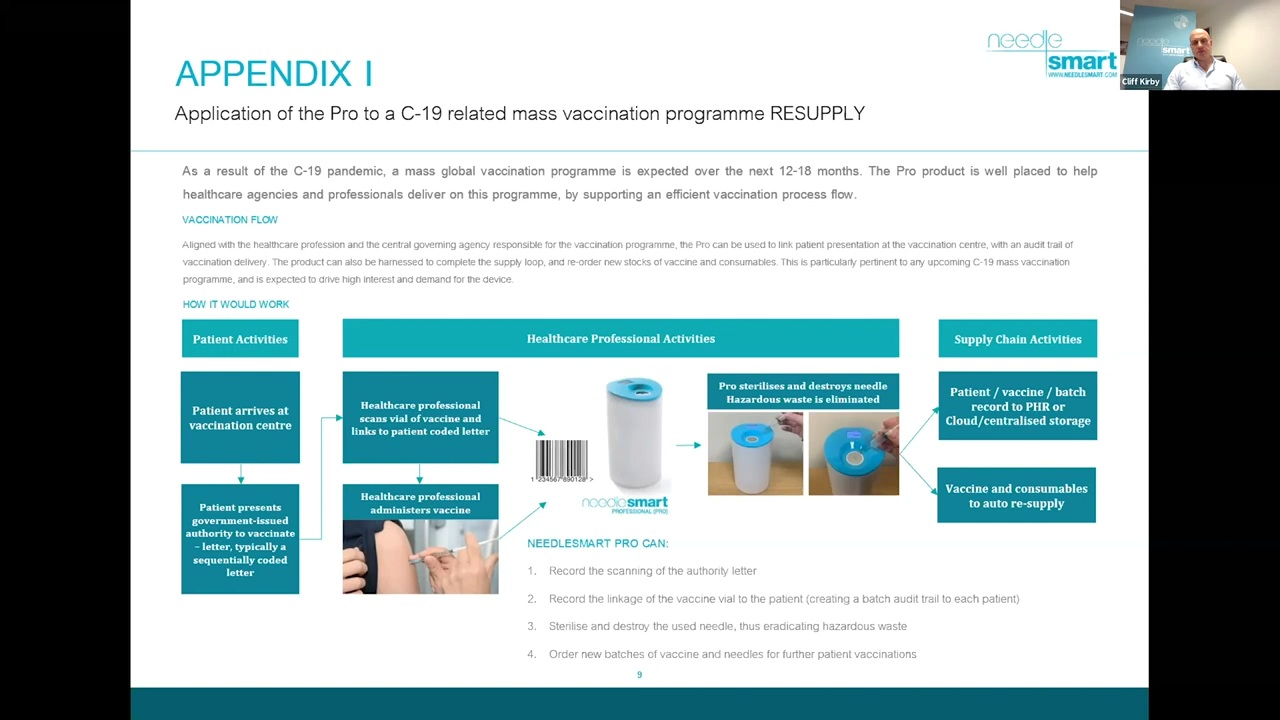 needle
smart
WWW.NEEDLESMART.COM
needle
smart
Cliff Kirby
APPENDIX I
Application of the Pro to a C-19 related mass vaccination programme RESUPPLY
As a result of the C-19 pandemic, a mass global vaccination programme is expected over the next 12-18 months. The Pro product is well placed to help
healthcare agencies and professionals deliver on this programme, by supporting an efficient vaccination process flow.
VACCINATION FLOW
Aligned with the healthcare profession and the central governing agency responsible for the vaccination programme, the Pro can be used to link patient presentation at the vaccination centre, with an audit trail of
vaccination delivery. The product can also be harnessed to complete the supply loop, and re-order new stocks of vaccine and consumables. This is particularly pertinent to any upcoming C-19 mass vaccination
programme, and is expected to drive high interest and demand for the device.
HOW IT WOULD WORK
Patient Activities
Healthcare Professional Activities
Supply Chain Activities
Patient arrives at
vaccination centre
Patient presents
government-issued
authority to vaccinate
– letter, typically a
sequentially coded
letter
Healthcare professional
scans vial of vaccine and
links to patient coded letter
Healthcare professional
administers vaccine
1 234567 890128 >
needlesmart
PROFESSIONAL (PRO)
Pro sterilises and destroys needle
Hazardous waste is eliminated
Patient / vaccine / batch
record to PHR or
Cloud/centralised storage
Vaccine and consumables
to auto re-supply
NEEDLESMART PRO CAN:
1. Record the scanning of the authority letter
2. Record the linkage of the vaccine vial to the patient (creating a batch audit trail to each patient)
3. Sterilise and destroy the used needle, thus eradicating hazardous waste
4. Order new batches of vaccine and needles for further patient vaccinations
9